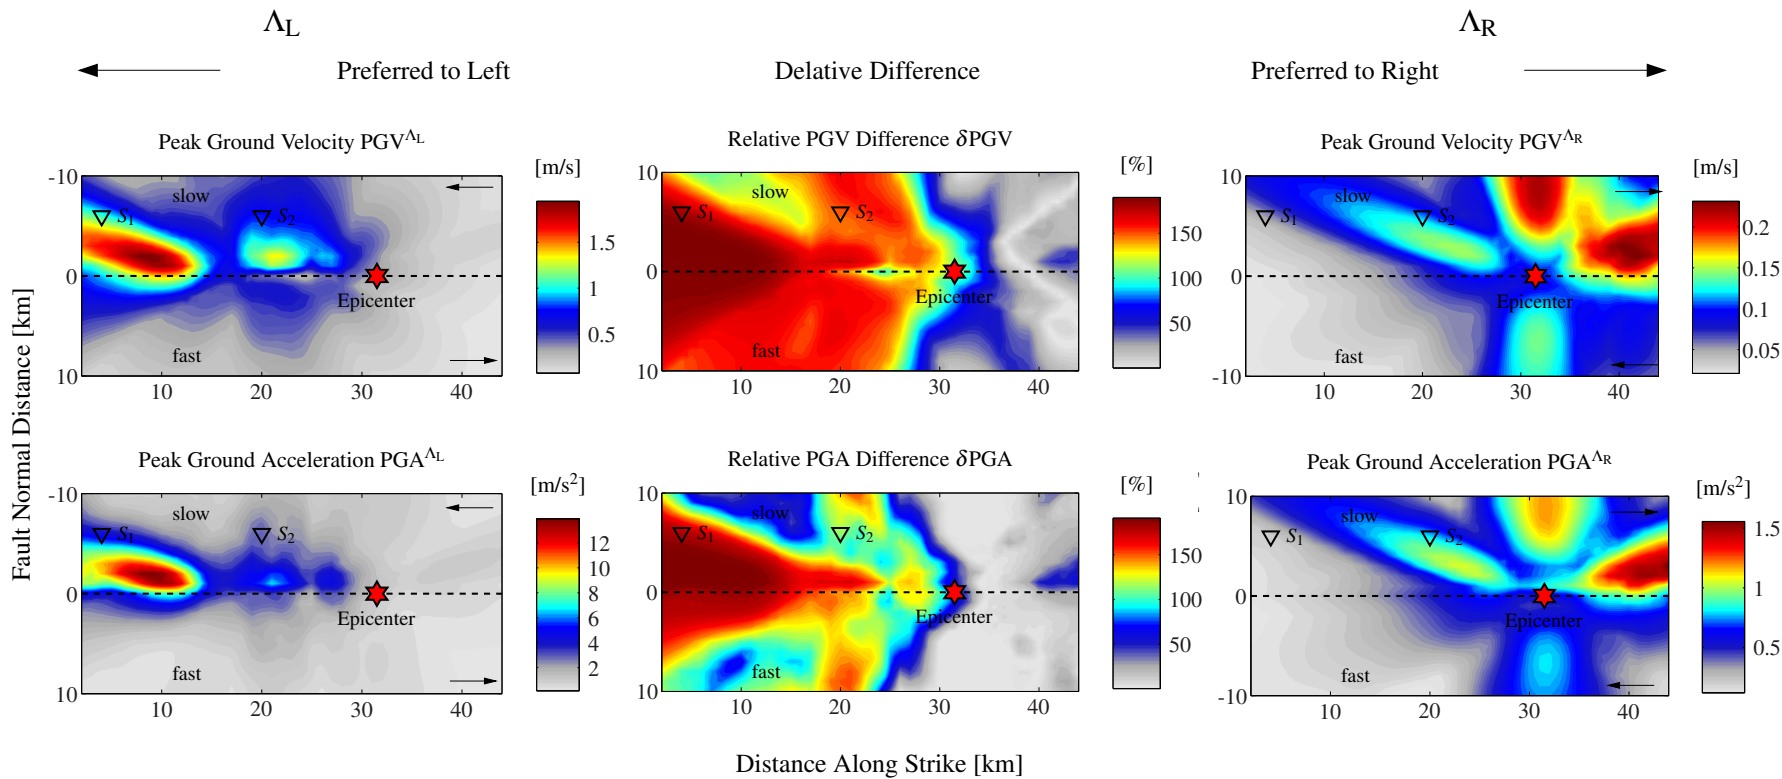 ΛL
ΛR
Preferred to Left
Delative Difference
Preferred to Right
Peak Ground Velocity PGV^ΛL
Relative PGV Difference δPGV
Peak Ground Velocity PGV^ΛR
[m/s]
[%]
[m/s]
-10
0
10
slow
S1
S2
Epicenter
fast
10
20
30
40
1.5
1
0.5
10
0
10
slow
S1
S2
Epicenter
fast
10
20
30
40
150
100
50
10
0
-10
slow
S1
S2
Epicenter
fast
10
20
30
40
0.2
0.15
0.1
0.05
Fault Normal Distance [km]
Peak Ground Acceleration PGA^ΛL
Relative PGA Difference δPGA
Peak Ground Acceleration PGA^ΛR
[m/s²]
[%]
[m/s²]
-10
0
10
slow
S1
S2
Epicenter
fast
10
20
30
40
12
10
8
6
4
2
10
0
10
slow
S1
S2
Epicenter
fast
10
20
30
40
150
100
50
10
0
-10
slow
S1
S2
Epicenter
fast
10
20
30
40
1.5
1
0.5
Distance Along Strike [km]